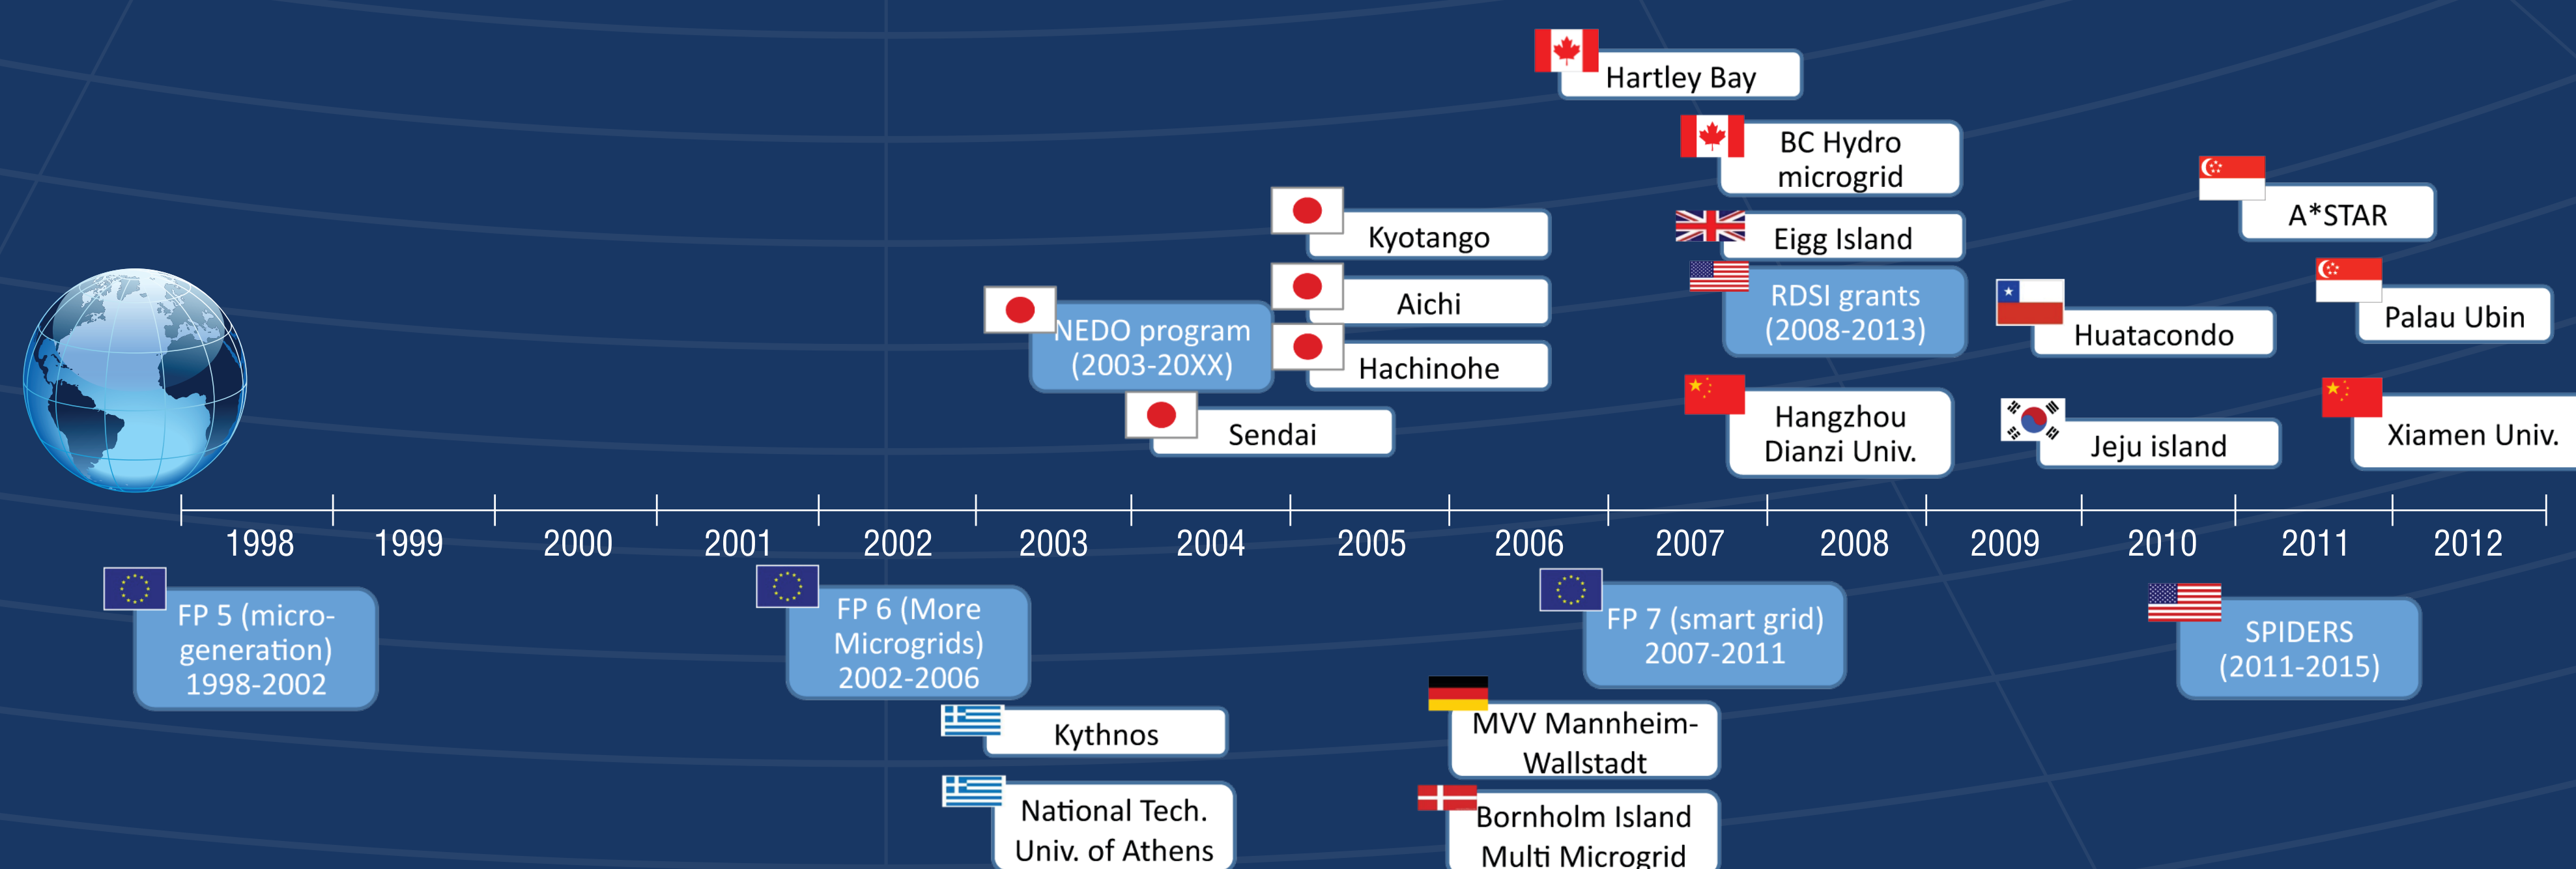 Hartley Bay
BC Hydro
microgrid
A*STAR
Kyotango
Eigg Island
Aichi
RDSI grants
(2008-2013)
Palau Ubin
NEDO program
(2003-20XX)
Huatacondo
Hachinohe
Sendai
Hangzhou
Dianzi Univ.
Jeju island
Xiamen Univ.
1998 1999 2000 2001 2002 2003 2004 2005 2006 2007 2008 2009 2010 2011 2012
FP 5 (micro-
generation)
1998-2002
FP 6 (More
Microgrids)
2002-2006
FP 7 (smart grid)
2007-2011
SPIDERS
(2011-2015)
Kythnos
MVV Mannheim-
Wallstadt
National Tech.
Univ. of Athens
Bornholm Island
Multi Microgrid